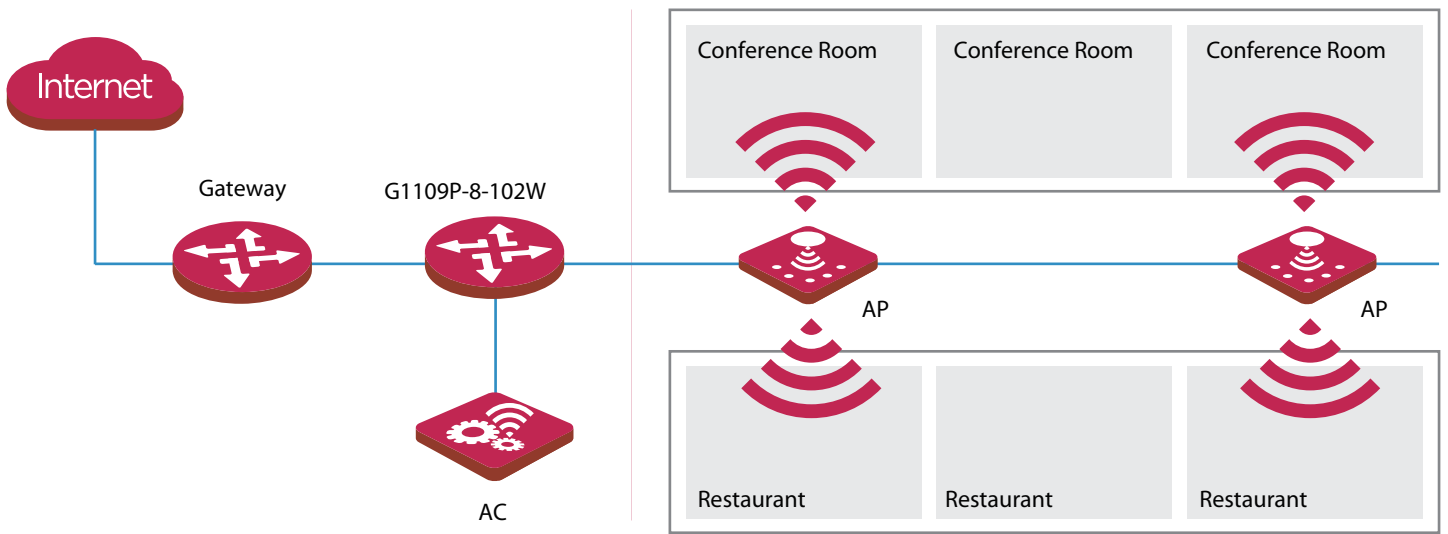 Internet
Gateway
G1109P-8-102W
AC
Conference Room
Conference Room
Conference Room
AP
AP
Restaurant
Restaurant
Restaurant